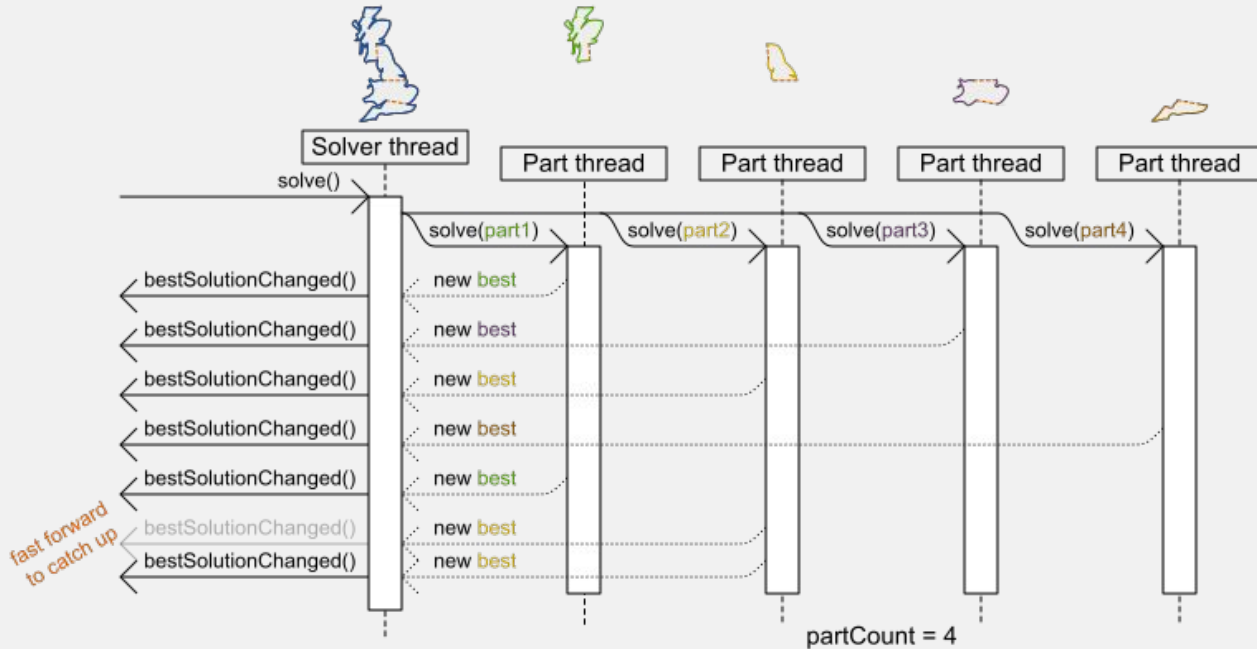 Solver thread
Part thread
Part thread
Part thread
Part thread
solve()
solve(part1)
solve(part2)
solve(part3)
solve(part4)
bestSolutionChanged()
new best
bestSolutionChanged()
new best
bestSolutionChanged()
new best
bestSolutionChanged()
new best
bestSolutionChanged()
new best
fast forward
to catch up
bestSolutionChanged()
new best
bestSolutionChanged()
new best
partCount = 4